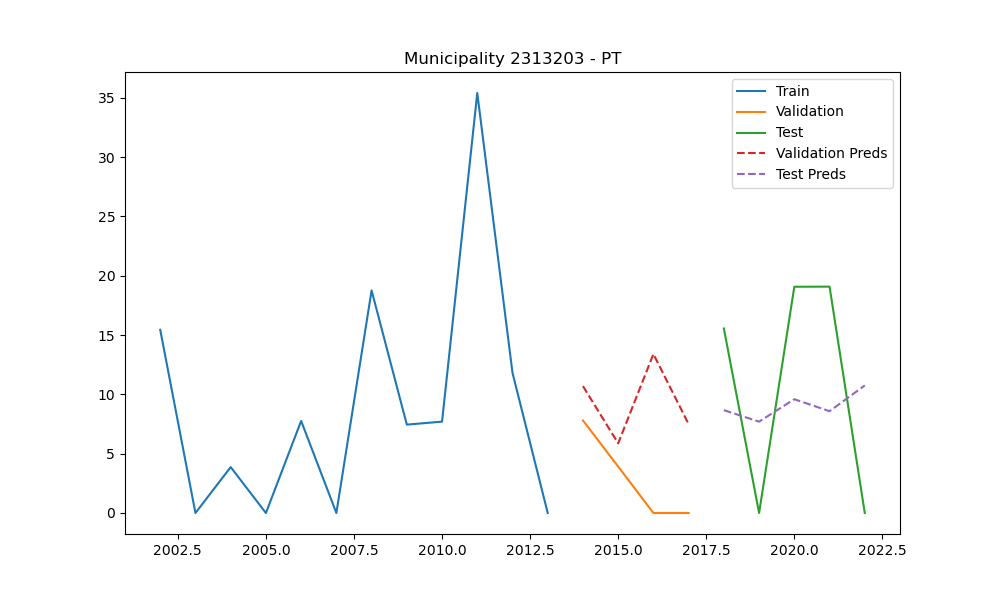 Municipality 2313203 - PT
Train
Validation
Test
Validation Preds
Test Preds
35
30
25
20
15
10
5
0
2002.5 2005.0 2007.5 2010.0 2012.5 2015.0 2017.5 2020.0 2022.5